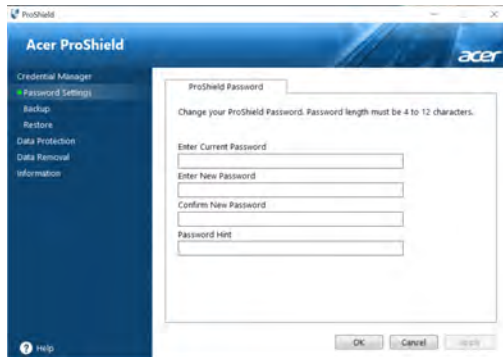 ProShield
Acer ProShield
acer
Credential Manager
Password Settings
Backup
Restore
Data Protection
Data Removal
Information
Help
ProShield Password
Change your ProShield Password. Password length must be 4 to 12 characters.
Enter Current Password
Enter New Password
Confirm New Password
Password Hint
OK
Cancel
Apply